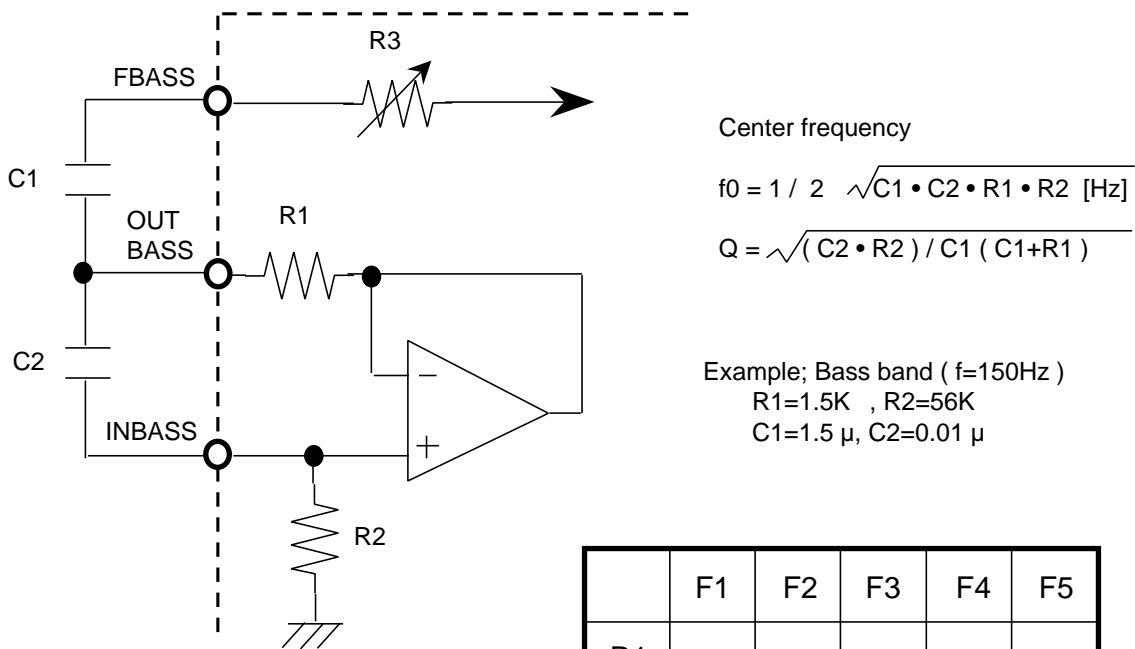 R3
FBASS
C1
OUT
BASS
R1
C2
INBASS
R2
−
+
Center frequency
f0 = 1 / 2 √C1 • C2 • R1 • R2 [Hz]
Q = √( C2 • R2 ) / C1 ( C1+R1 )
Example; Bass band ( f=150Hz )
R1=1.5K , R2=56K
C1=1.5 µ, C2=0.01 µ
F1 F2 F3 F4 F5